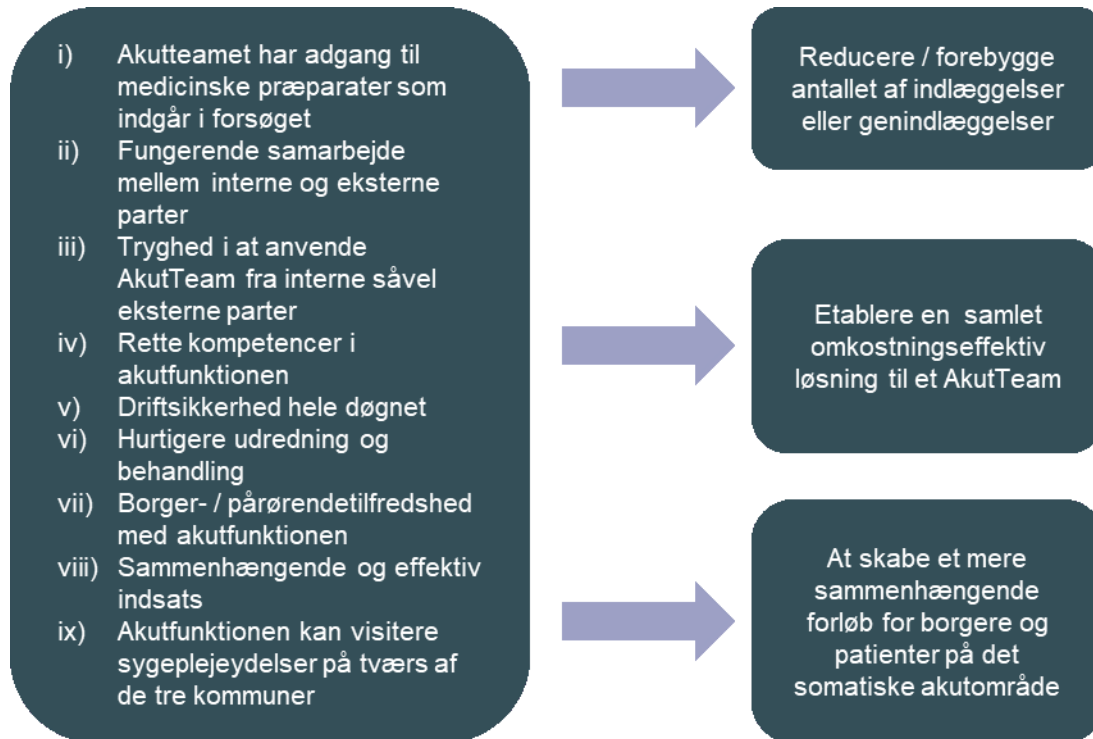 i) Akutteamet har adgang til
medicinske præparater som
indgår i forsøget
ii) Fungerende samarbejde
mellem interne og eksterne
parter
iii) Tryghed i at anvende
AkutTeam fra interne såvel
eksterne parter
iv) Rette kompetencer i
akutfunktionen
v) Driftsikkerhed hele døgnet
vi) Hurtigere udredning og
behandling
vii) Borger- / pårørendetilfredshed
med akutfunktionen
viii) Sammenhængende og effektiv
indsats
ix) Akutfunktionen kan visitere
sygeplejeydelser på tværs af
de tre kommuner
Reducere / forebygge
antallet af indlæggelser
eller genindlæggelser
Etablere en samlet
omkostningseffektiv
løsning til et AkutTeam
At skabe et mere
sammenhængende
forløb for borgere og
patienter på det
somatiske akutområde